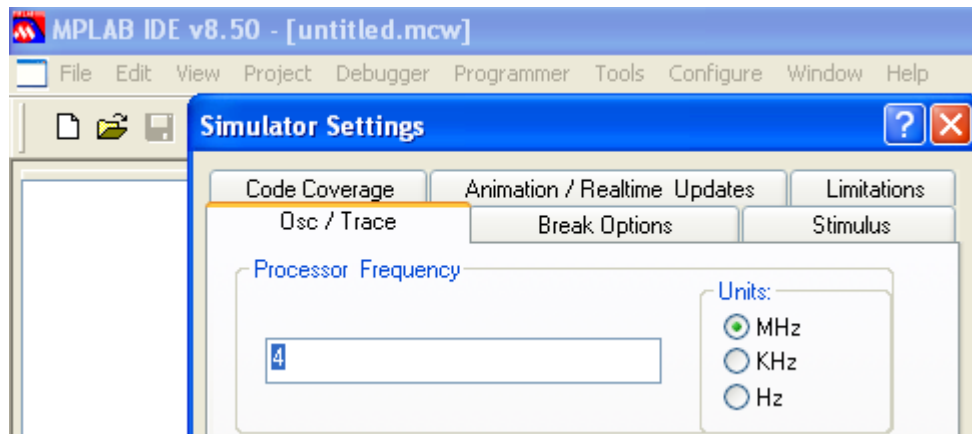 MPLAB IDE v8.50 - [untitled.mcw]
File Edit View Project Debugger Programmer Tools Configure Window Help
Simulator Settings
Code Coverage Animation / Realtime Updates Limitations
Osc / Trace Break Options Stimulus
Processor Frequency
Units:
MHz
4
KHz
Hz